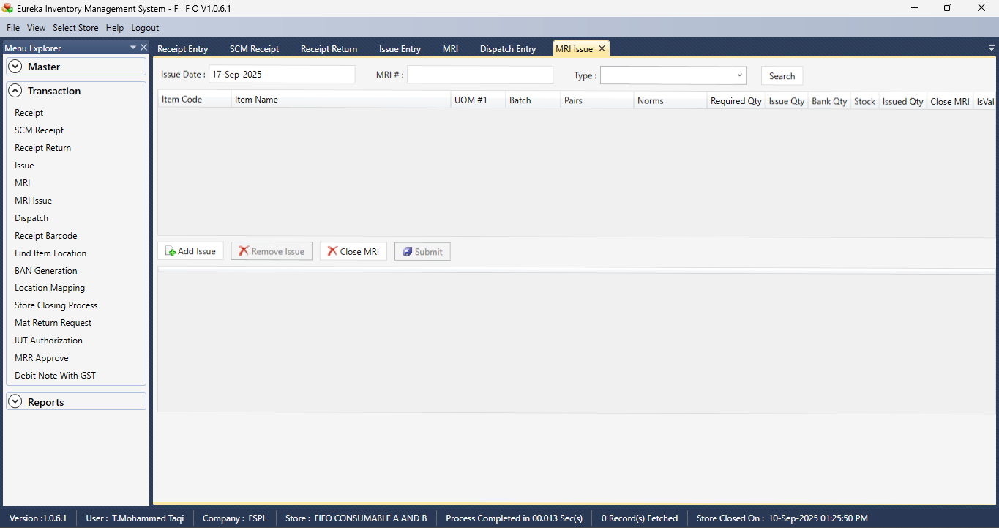 Eureka Inventory Management System - F I F O V1.0.6.1
File View Select Store Help Logout
Menu Explorer
Master
Transaction
Receipt
SCM Receipt
Receipt Return
Issue
MRI
MRI Issue
Dispatch
Receipt Barcode
Find Item Location
BAN Generation
Location Mapping
Store Closing Process
Mat Return Request
IUT Authorization
MRR Approve
Debit Note With GST
Reports
Receipt Entry SCM Receipt Receipt Return Issue Entry MRI Dispatch Entry MRI Issue
Issue Date : 17-Sep-2025 MRI # : Type : Search
Item Code Item Name UOM #1 Batch Pairs Norms Required Qty Issue Qty Bank Qty Stock Issued Qty Close MRI IsVali
Add Issue Remove Issue Close MRI Submit
Version :1.0.6.1 User : T.Mohammed Taqi Company : FSPL Store : FIFO CONSUMABLE A AND B Process Completed in 00.013 Sec(s) 0 Record(s) Fetched Store Closed On : 10-Sep-2025 01:25:50 PM